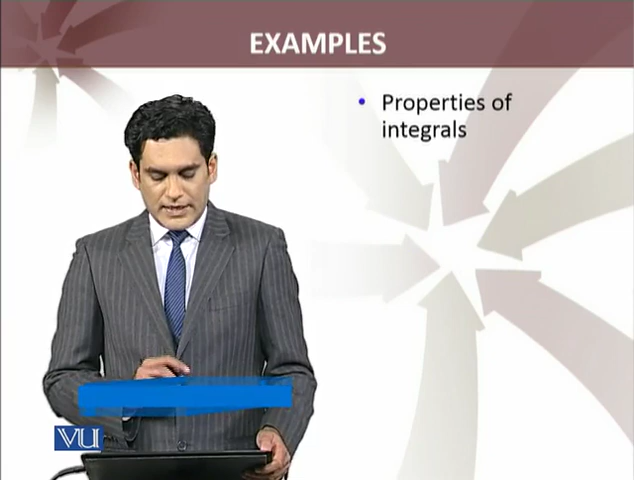 EXAMPLES
• Properties of
integrals
VU